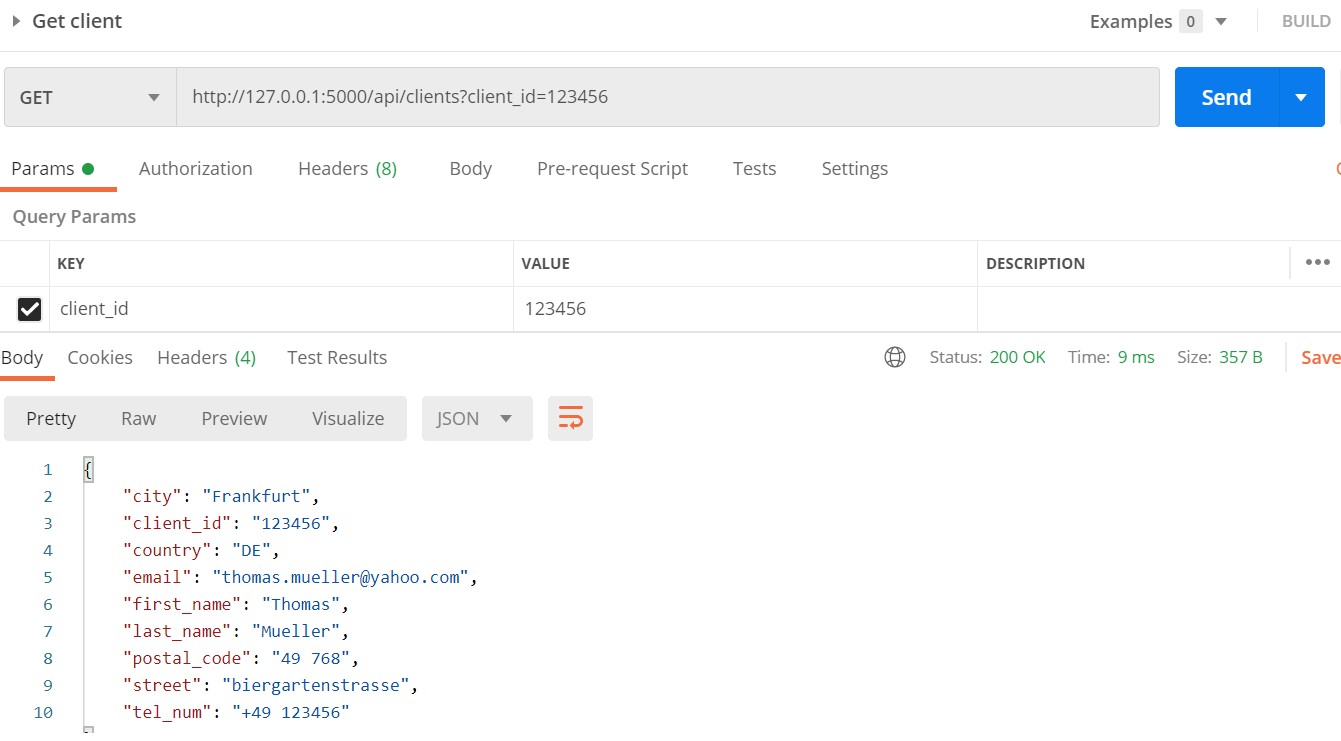 Get client Examples 0 BUILD
GET http://127.0.0.1:5000/api/clients?client_id=123456 Send
Params Authorization Headers (8) Body Pre-request Script Tests Settings
Query Params
KEY VALUE DESCRIPTION
client_id 123456
Body Cookies Headers (4) Test Results Status: 200 OK Time: 9 ms Size: 357 B Save
Pretty Raw Preview Visualize JSON
1 {
2 "city": "Frankfurt",
3 "client_id": "123456",
4 "country": "DE",
5 "email": "thomas.mueller@yahoo.com",
6 "first_name": "Thomas",
7 "last_name": "Mueller",
8 "postal_code": "49 768",
9 "street": "biergartenstrasse",
10 "tel_num": "+49 123456"